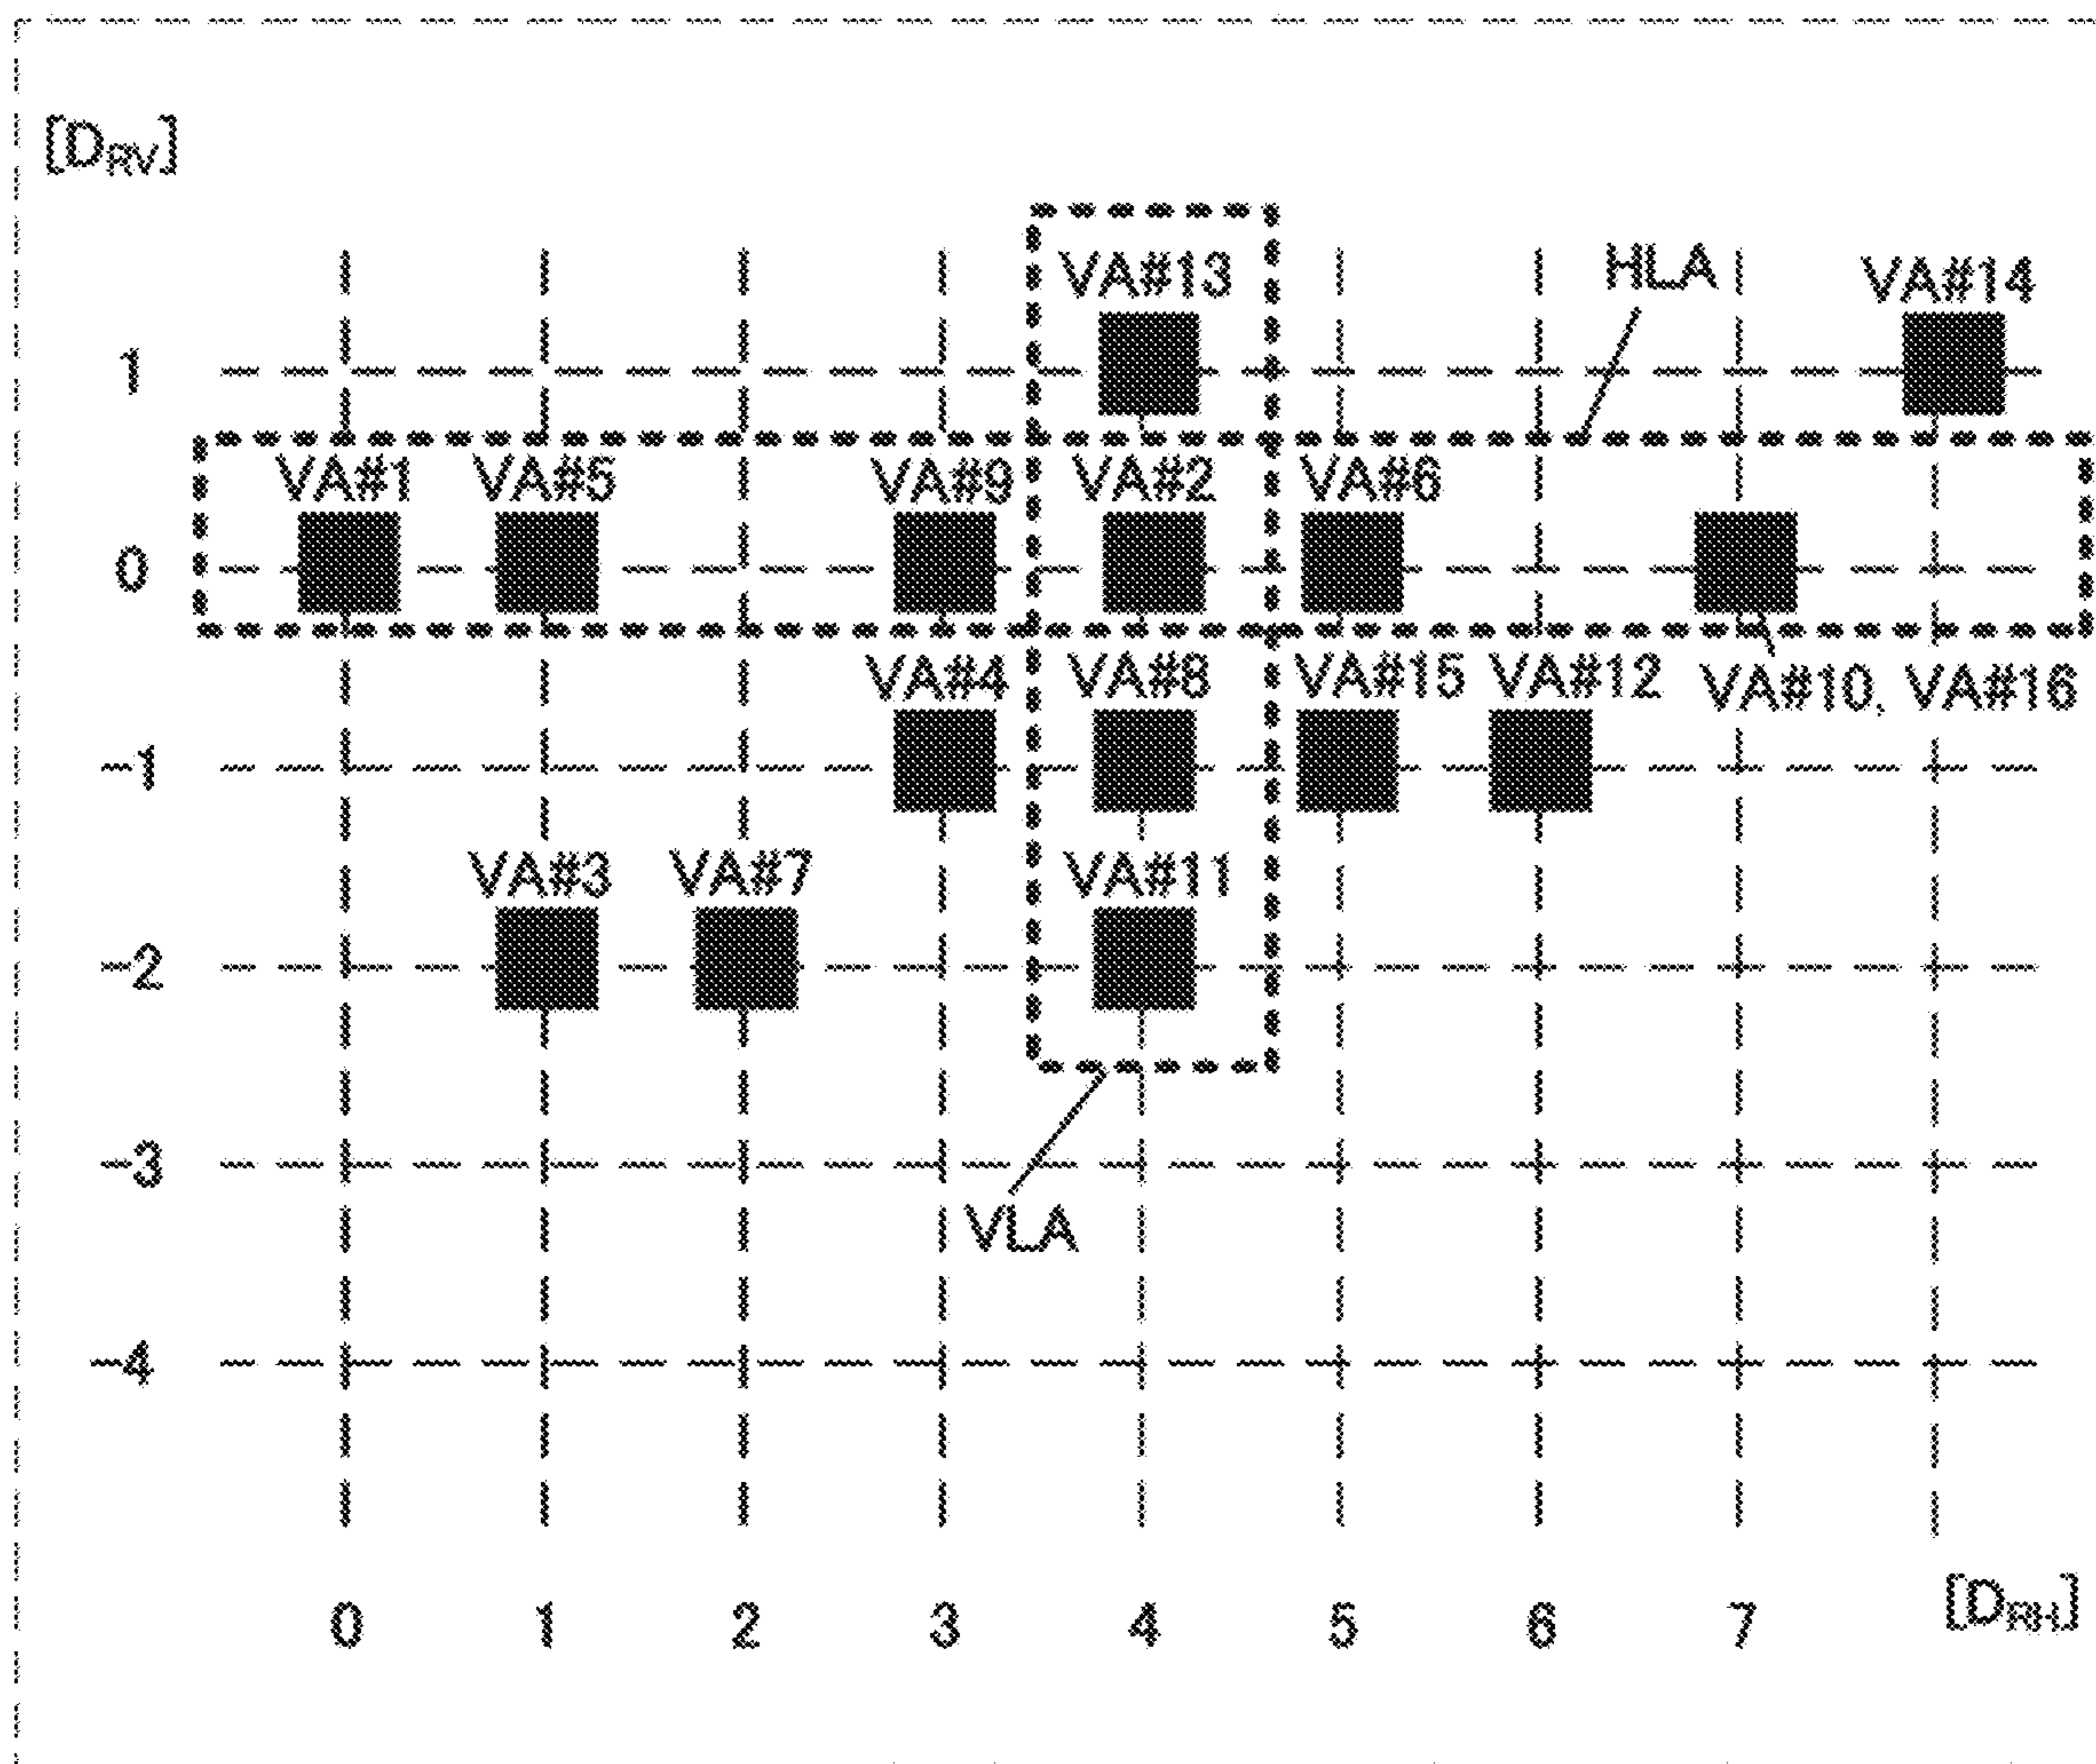 [DRV]
VA#13 HLA VA#14
1
VA#1 VA#5 VA#9 VA#2 VA#6
0
VA#4 VA#8 VA#15 VA#12 VA#10, VA#16
-1
VA#3 VA#7 VA#11
-2
-3
VLA
-4
0 1 2 3 4 5 6 7 [DRH]